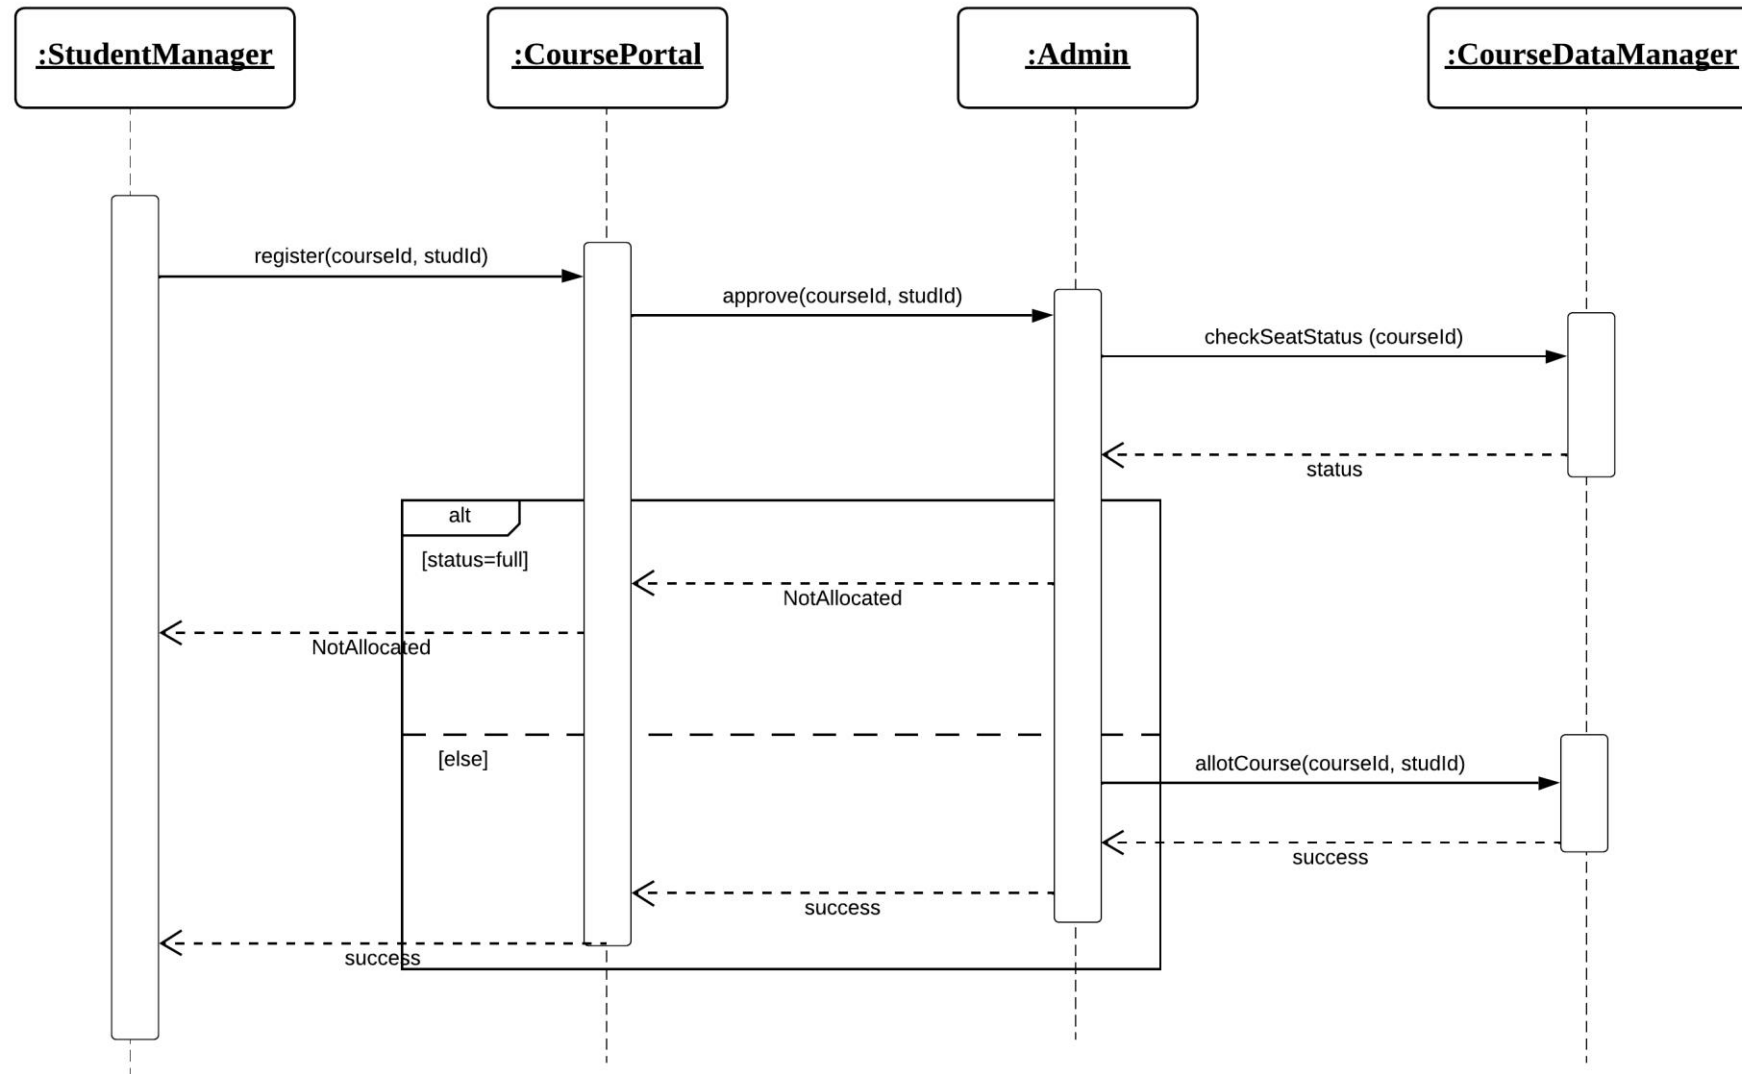 :StudentManager
:CoursePortal
:Admin
:CourseDataManager
register(courseId, studId)
approve(courseId, studId)
checkSeatStatus (courseId)
status
alt
[status=full]
NotAllocated
NotAllocated
[else]
allotCourse(courseId, studId)
success
success
success